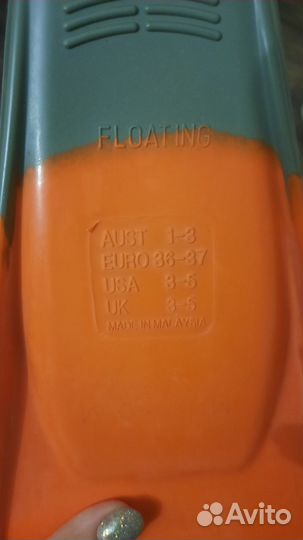 FLOATING
AUST 1-3
EURO 36-37
USA 3-5
UK 3-5
MADE IN MALAYSIA
Avito